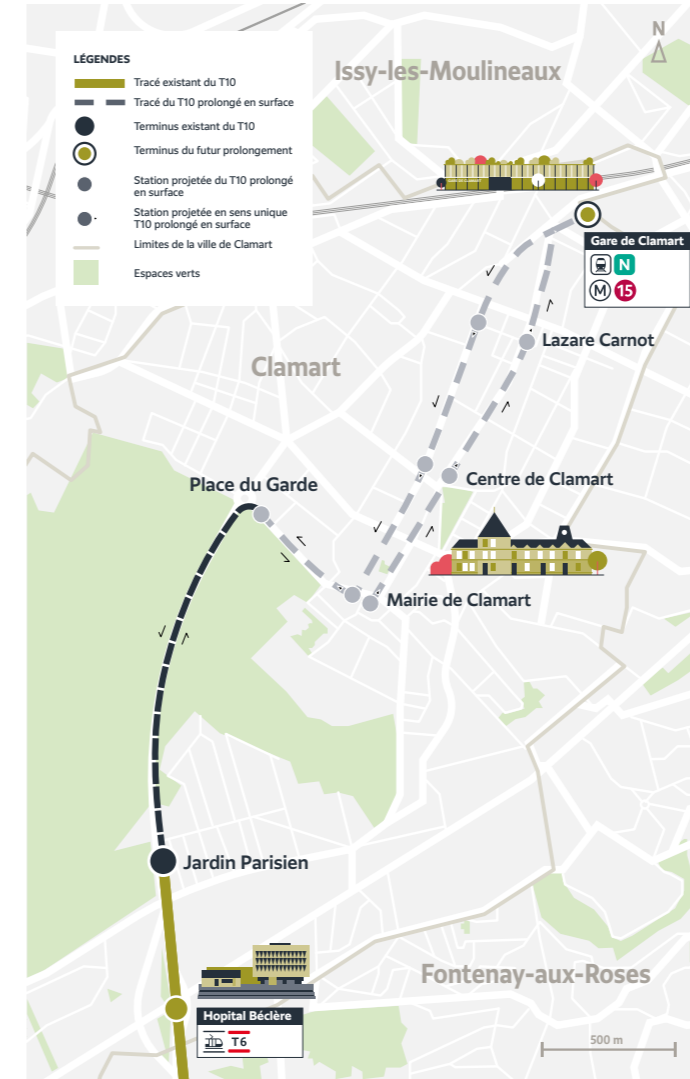 LÉGENDES
Tracé existant du T10
Tracé du T10 prolongé en surface
Terminus existant du T10
Terminus du futur prolongement
Station projetée du T10 prolongé
en surface
Station projetée en sens unique
T10 prolongé en surface
Limites de la ville de Clamart
Espaces verts
N
Issy-les-Moulineaux
Gare de Clamart
N
M 15
Lazare Carnot
Clamart
Centre de Clamart
Place du Garde
Mairie de Clamart
Jardin Parisien
Fontenay-aux-Roses
Hopital Béclère
T6
500 m